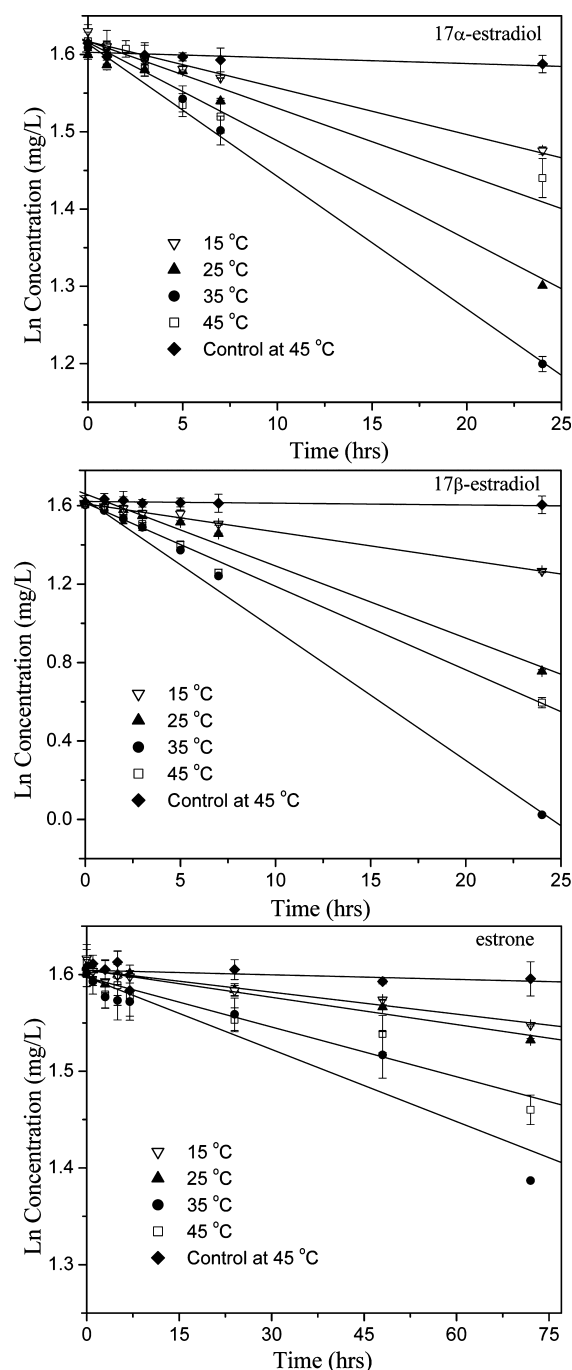 17α-estradiol
1.6
1.5
1.4
1.3
1.2
Ln Concentration (mg/L)
15 °C
25 °C
35 °C
45 °C
Control at 45 °C
0 5 10 15 20 25
Time (hrs)
17β-estradiol
1.6
1.2
0.8
0.4
0.0
Ln Concentration (mg/L)
15 °C
25 °C
35 °C
45 °C
Control at 45 °C
0 5 10 15 20 25
Time (hrs)
estrone
1.6
1.5
1.4
1.3
Ln Concentration (mg/L)
15 °C
25 °C
35 °C
45 °C
Control at 45 °C
0 15 30 45 60 75
Time (hrs)